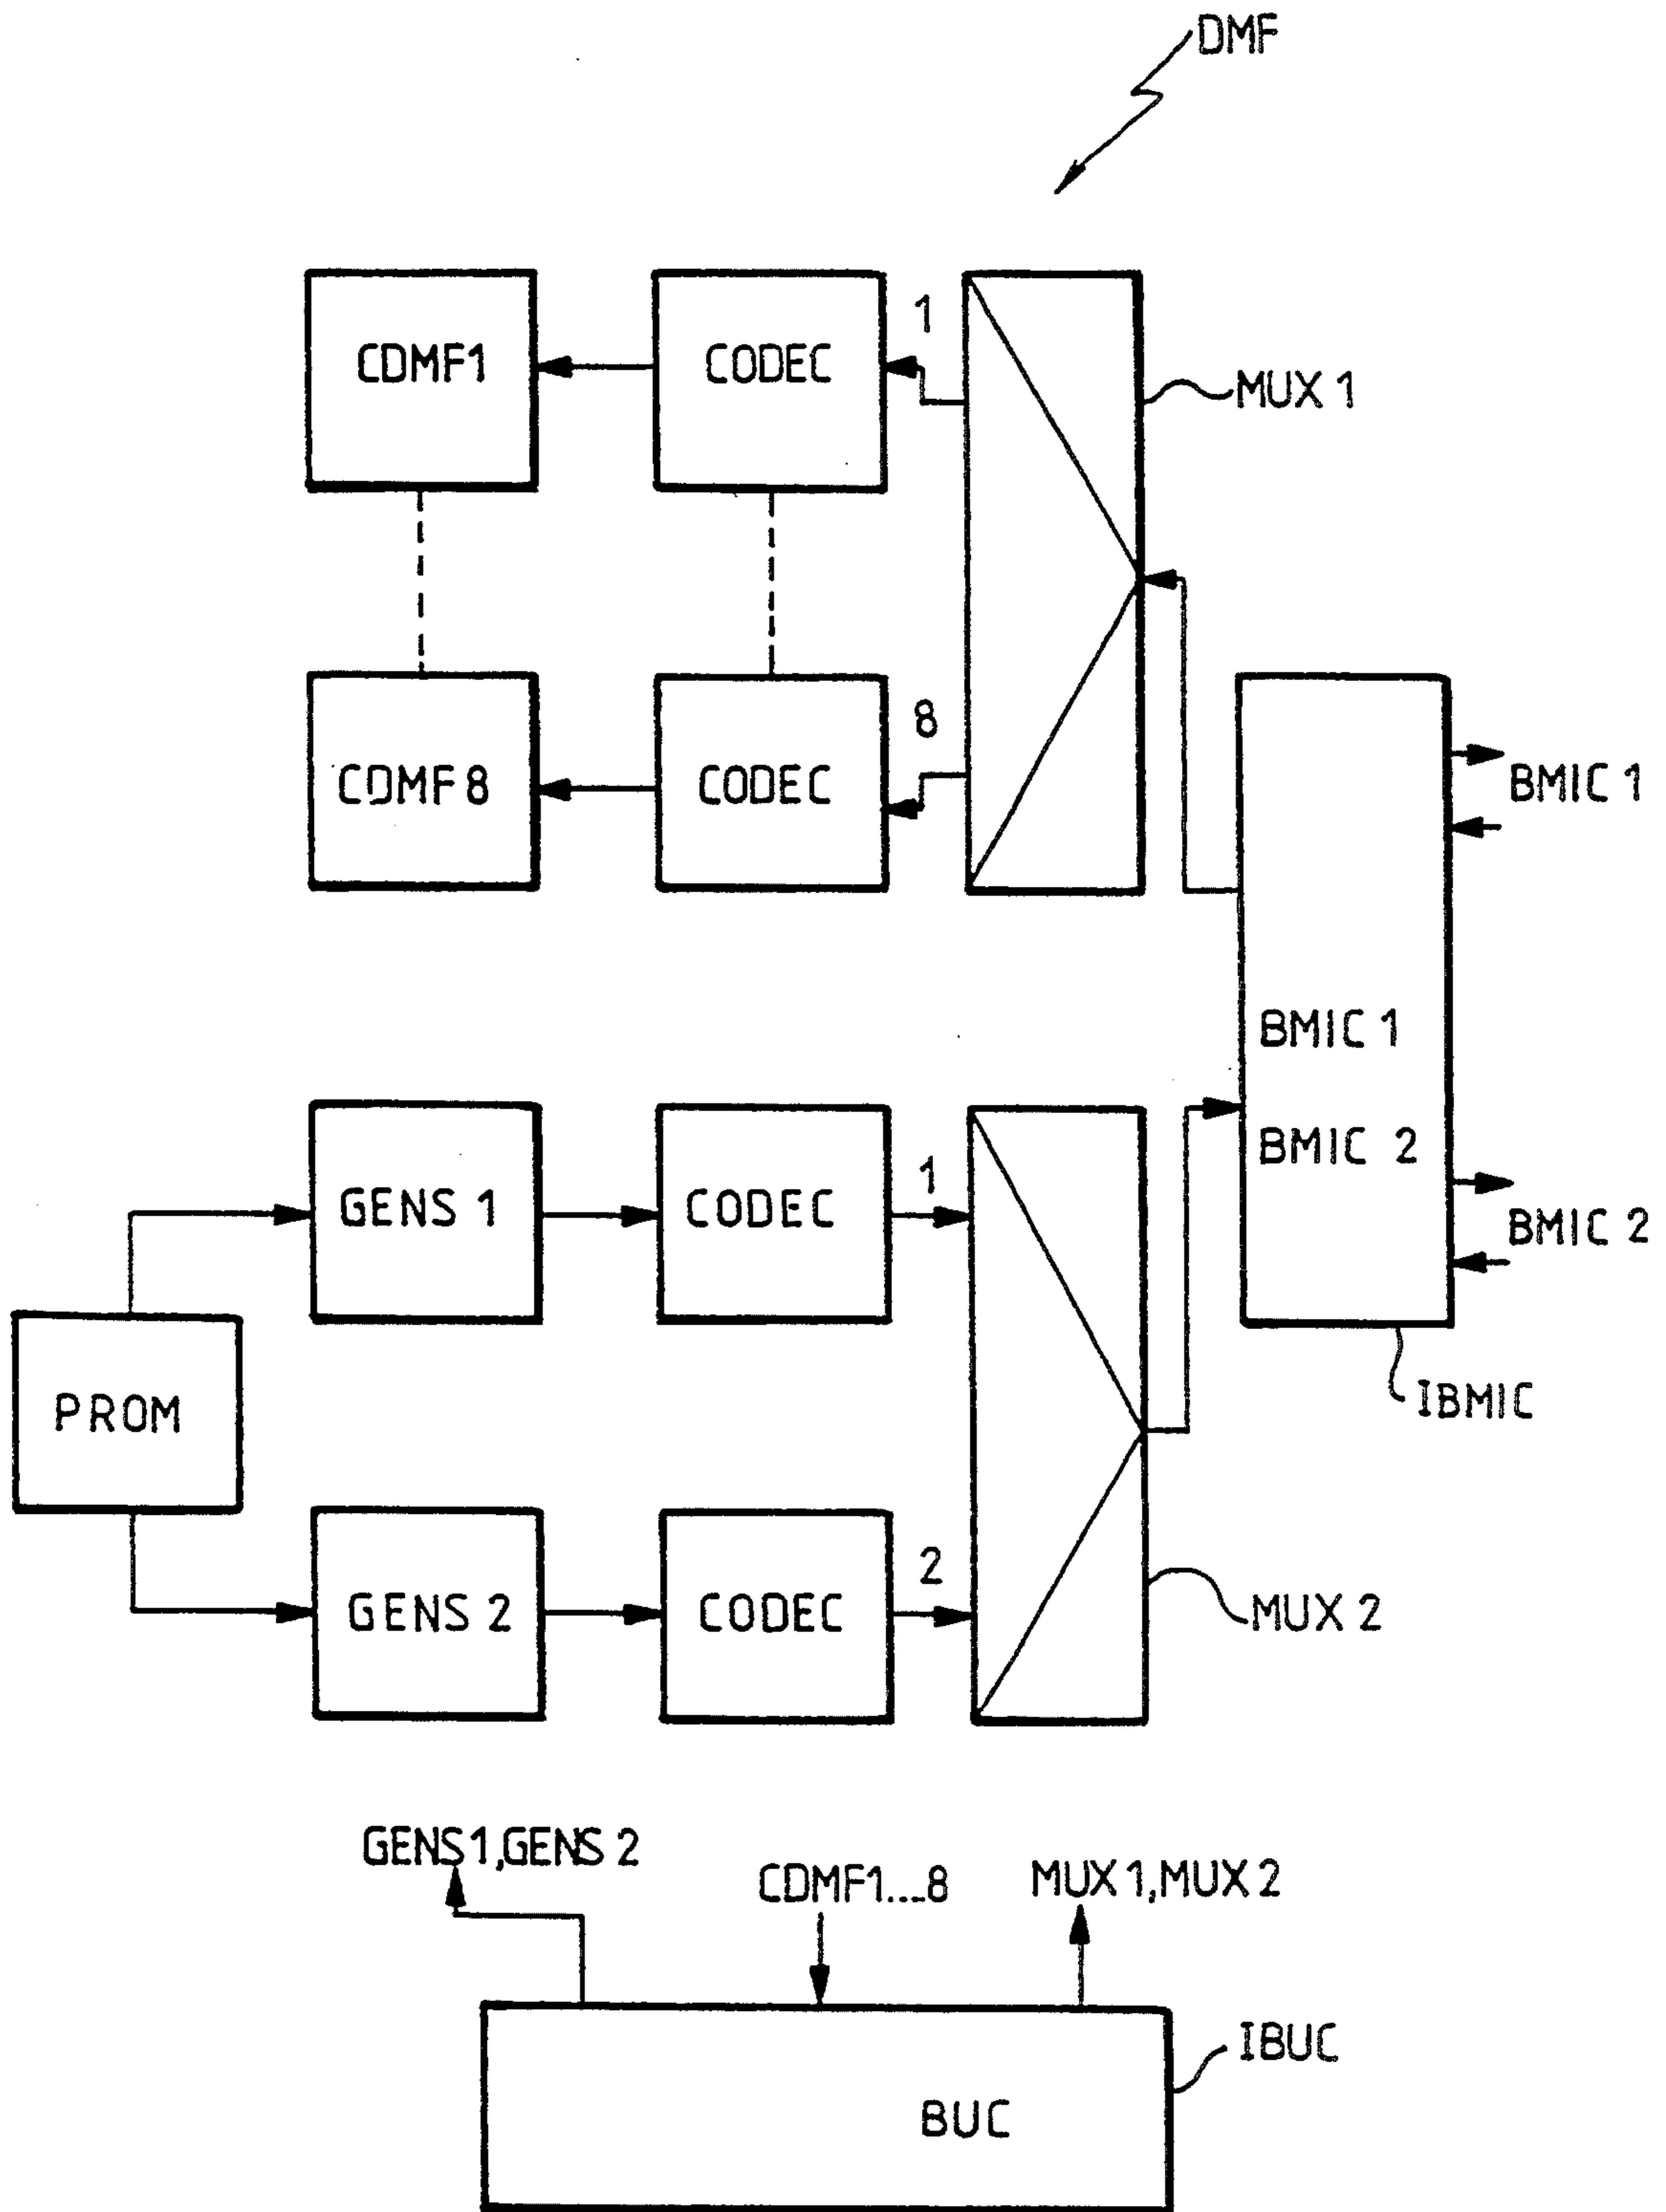 DMF
CDMF1
CODEC
1
MUX 1
CDMF 8
CODEC
8
BMIC 1
BMIC 1
BMIC 2
BMIC 2
GENS 1
CODEC
1
PROM
IBMIC
GENS 2
CODEC
2
MUX 2
GENS1,GENS 2
CDMF1....8
MUX 1,MUX 2
IBUC
BUC